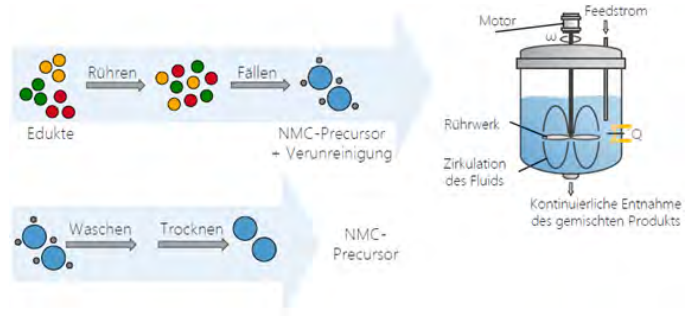 Rühren
Fällen
Edukte
NMC-Precursor
+ Verunreinigung
Waschen
Trocknen
NMC-
Precursor
Motor
Feedstrom
ω
Rührwerk
Q
Zirkulation
des Fluids
Kontinuierliche Entnahme
des gemischten Produkts